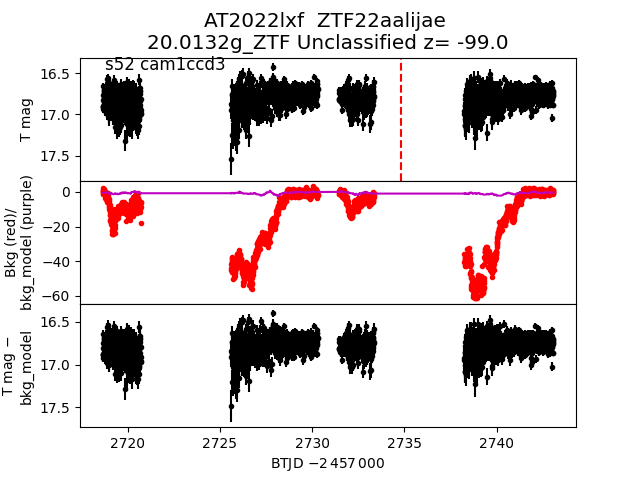 AT2022lxf  ZTF22aalijae
20.0132g_ZTF Unclassified z= -99.0
s52 cam1ccd3
16.5
17.0
17.5
T mag
0
−20
−40
−60
Bkg (red)/
bkg_model (purple)
16.5
17.0
17.5
T mag −
bkg_model
2720
2725
2730
2735
2740
BTJD −2 457 000